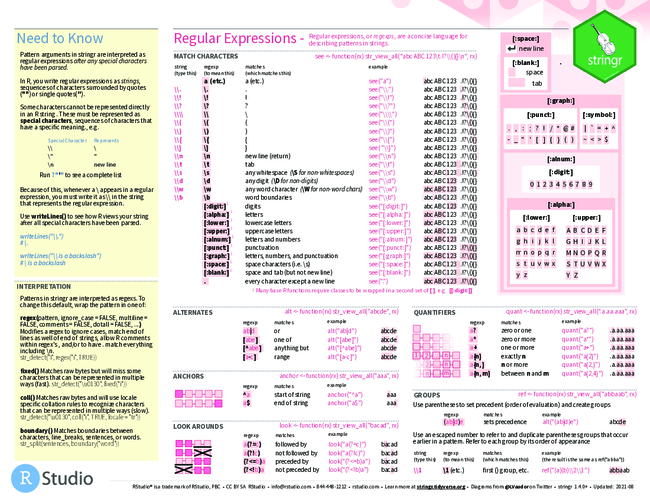 Need to Know
Pattern arguments in stringr are interpreted as
regular expressions after any special characters
have been parsed.
In R, you write regular expressions as strings,
sequences of characters surrounded by quotes
("") or single quotes('').
Some characters cannot be represented directly
in an R string . These must be represented as
special characters, sequences of characters
that have a specific meaning., e.g.
Special Character Represents
\\ \
\" "
\n new line
Run ?"'" to see a complete list
Because of this, whenever a \ appears in a regular
expression, you must write it as \\ in the string
that represents the regular expression.
Use writeLines() to see how R views your string
after all special characters have been parsed.
writeLines("\\.")
# \.
writeLines("\\ is a backslash")
# \ is a backslash
INTERPRETATION
Patterns in stringr are interpreted as regexs. To
change this default, wrap the pattern in one of:
regex(pattern, ignore_case = FALSE, multiline =
FALSE, comments = FALSE, dotall = FALSE, ...)
Modifies a regex to ignore cases, match end of
lines as well of end of strings, allow R comments
within regex's , and/or to have . match everything
including \n.
str_detect("I", regex("i", TRUE))
fixed() Matches raw bytes but will miss some
characters that can be represented in multiple
ways (fast). str_detect("\u0130", fixed("i"))
coll() Matches raw bytes and will use locale
specific collation rules to recognize characters
that can be represented in multiple ways (slow).
str_detect("\u0130", coll("i", TRUE, locale = "tr"))
boundary() Matches boundaries between
characters, line_breaks, sentences, or words.
str_split(sentences, boundary("word"))
Regular Expressions -
Regular expressions, or regexps, are a concise language for
describing patterns in strings.
MATCH CHARACTERS
see <- function(rx) str_view_all("abc ABC 123\t.!?\\(){}\n", rx)
string (type this) regexp (to mean this) matches (which matches this) example
a (etc.) a (etc.) see("a") abc ABC 123 .!?\(){}
\\. \. . see("\\.") abc ABC 123 .!?\(){}
\\! \! ! see("\\!") abc ABC 123 .!?\(){}
\\? \? ? see("\\?") abc ABC 123 .!?\(){}
\\\\ \\ \ see("\\\\") abc ABC 123 .!?\(){}
\\( \( ( see("\\(") abc ABC 123 .!?\(){}
\\) \) ) see("\\)") abc ABC 123 .!?\(){}
\\{ \{ { see("\\{") abc ABC 123 .!?\(){}
\\} \} } see("\\}") abc ABC 123 .!?\(){}
\\n \n new line (return) see("\\n") abc ABC 123 .!?\(){}
\\t \t tab see("\\t") abc ABC 123 .!?\(){}
\\s \s any whitespace (\S for non-whitespaces) see("\\s") abc ABC 123 .!?\(){}
\\d \d any digit (\D for non-digits) see("\\d") abc ABC 123 .!?\(){}
\\w \w any word character (\W for non-word chars) see("\\w") abc ABC 123 .!?\(){}
\\b \b word boundaries see("\\b") abc ABC 123 .!?\(){}
[:digit:] digits see("[:digit:]") abc ABC 123 .!?\(){}
[:alpha:] letters see("[:alpha:]") abc ABC 123 .!?\(){}
[:lower:] lowercase letters see("[:lower:]") abc ABC 123 .!?\(){}
[:upper:] uppercase letters see("[:upper:]") abc ABC 123 .!?\(){}
[:alnum:] letters and numbers see("[:alnum:]") abc ABC 123 .!?\(){}
[:punct:] punctuation see("[:punct:]") abc ABC 123 .!?\(){}
[:graph:] letters, numbers, and punctuation see("[:graph:]") abc ABC 123 .!?\(){}
[:space:] space characters (i.e. \s) see("[:space:]") abc ABC 123 .!?\(){}
[:blank:] space and tab (but not new line) see("[:blank:]") abc ABC 123 .!?\(){}
. every character except a new line see(".") abc ABC 123 .!?\(){}
¹ Many base R functions require classes to be wrapped in a second set of [ ], e.g. [[:digit:]]
[:space:]
new line
[:blank:]
space
tab
[:graph:]
[:punct:] [:symbol:]
[:alnum:]
[:digit:]
0 1 2 3 4 5 6 7 8 9
[:alpha:]
[:lower:] [:upper:]
a b c d e f A B C D E F
g h i j k l G H I J K L
m n o p q r M N O P Q R
s t u v w x S T U V W X
y z Y Z
stringr
ALTERNATES
alt <- function(rx) str_view_all("abcde", rx)
regexp matches example
ab|d or alt("ab|d") abcde
[abe] one of alt("[abe]") abcde
[^abe] anything but alt("[^abe]") abcde
[a-c] range alt("[a-c]") abcde
ANCHORS
anchor <- function(rx) str_view_all("aaa", rx)
regexp matches example
^a start of string anchor("^a") aaa
a$ end of string anchor("a$") aaa
LOOK AROUNDS
look <- function(rx) str_view_all("bacad", rx)
regexp matches example
a(?=c) followed by look("a(?=c)") bacad
a(?!c) not followed by look("a(?!c)") bacad
(?<=b)a preceded by look("(?<=b)a") bacad
(?<!b)a not preceded by look("(?<!b)a") bacad
QUANTIFIERS
quant <- function(rx) str_view_all(".a.aa.aaa", rx)
regexp matches example
a? zero or one quant("a?") .a.aa.aaa
a* zero or more quant("a*") .a.aa.aaa
a+ one or more quant("a+") .a.aa.aaa
a{n} exactly n quant("a{2}") .a.aa.aaa
a{n, } n or more quant("a{2,}") .a.aa.aaa
a{n, m} between n and m quant("a{2,4}") .a.aa.aaa
GROUPS
ref <- function(rx) str_view_all("abbaab", rx)
Use parentheses to set precedent (order of evaluation) and create groups
regexp matches example
(ab|d)e sets precedence alt("(ab|d)e") abcde
Use an escaped number to refer to and duplicate parentheses groups that occur
earlier in a pattern. Refer to each group by its order of appearance
string (type this) regexp (to mean this) matches (which matches this) example (the result is the same as ref("abba"))
\\1 \1 (etc.) first () group, etc. ref("(a)(b)\\2\\1") abbaab
R Studio
RStudio® is a trademark of RStudio, PBC • CC BY SA RStudio • info@rstudio.com • 844-448-1212 • rstudio.com • Learn more at stringr.tidyverse.org • Diagrams from @LVaudor on Twitter • stringr 1.4.0+ • Updated: 2021-08